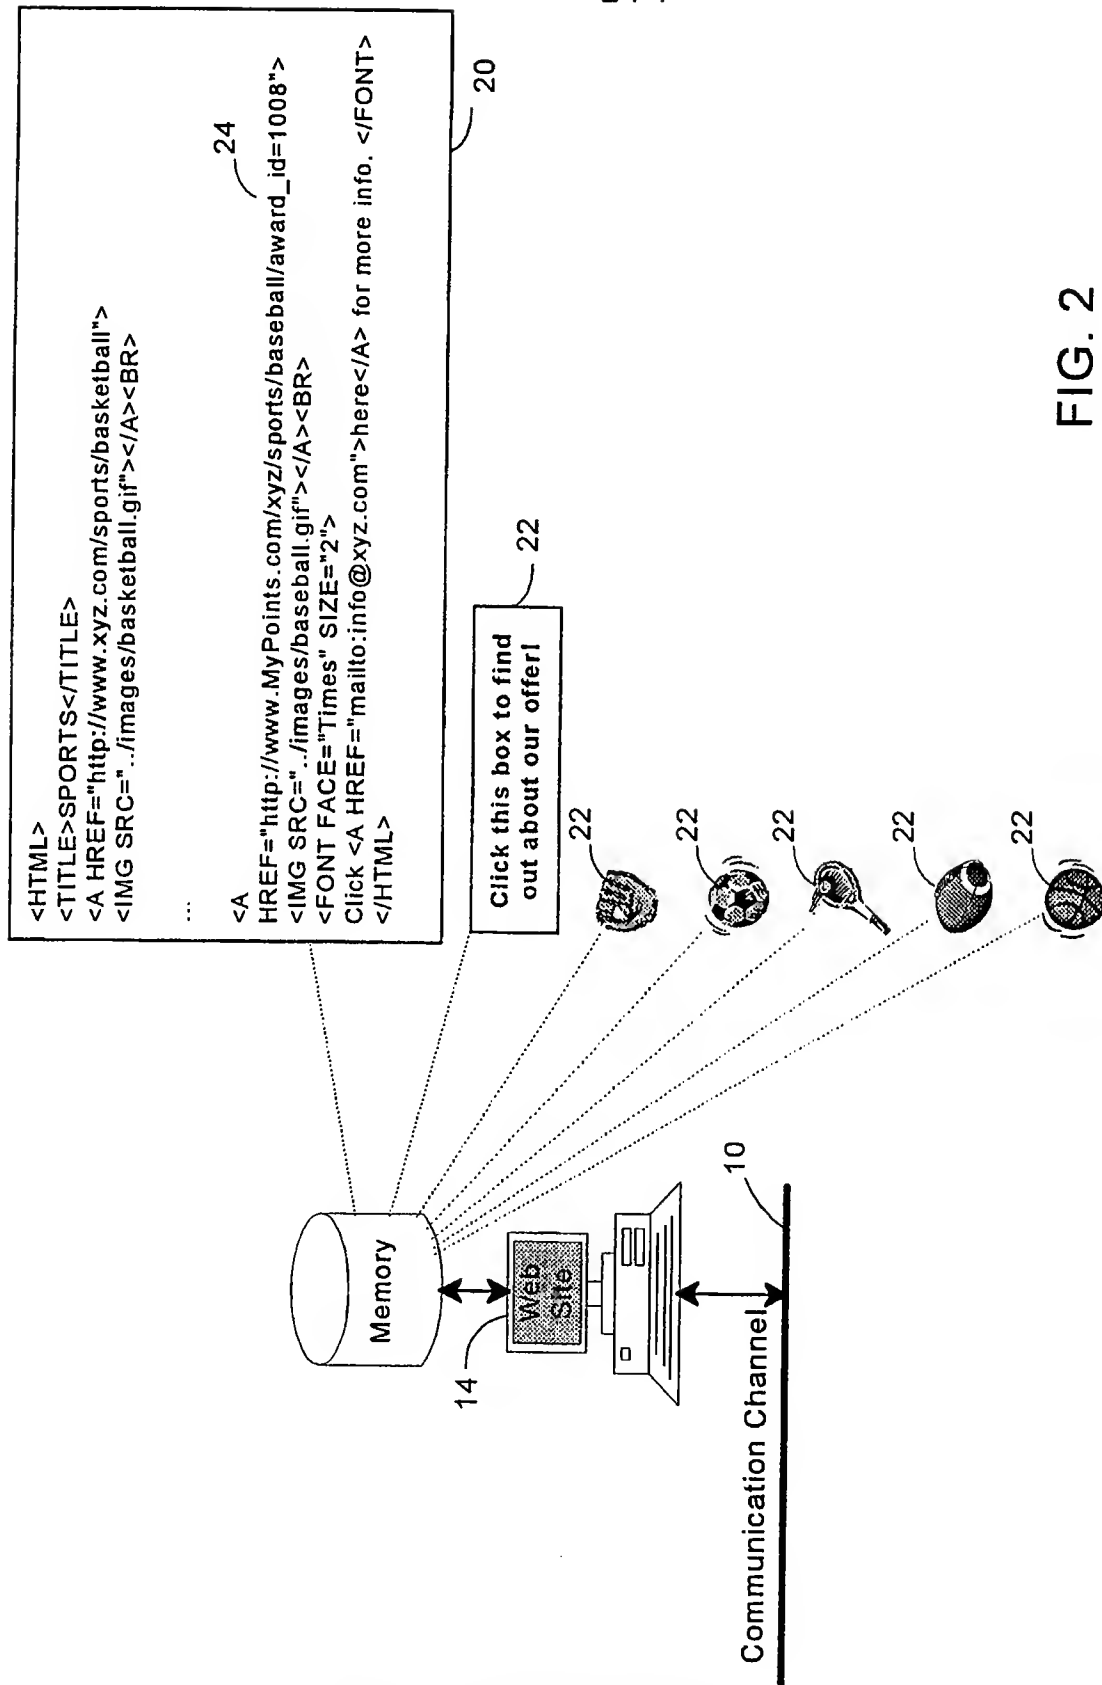 <HTML>
<TITLE>SPORTS</TITLE>
<A HREF="http://www.xyz.com/sports/basketball">
<IMG SRC="../images/basketball.gif"></A><BR>
...
<A
HREF="http://www.MyPoints.com/xyz/sports/baseball/award_id=1008">
<IMG SRC="../images/baseball.gif"></A><BR>
<FONT FACE="Times" SIZE="2">
Click <A HREF="mailto:info@xyz.com">here</A> for more info. </FONT>
</HTML>
24
20
Click this box to find
out about our offer!
22
22
22
22
22
22
Memory
Web
Site
14
10
Communication Channel
FIG. 2